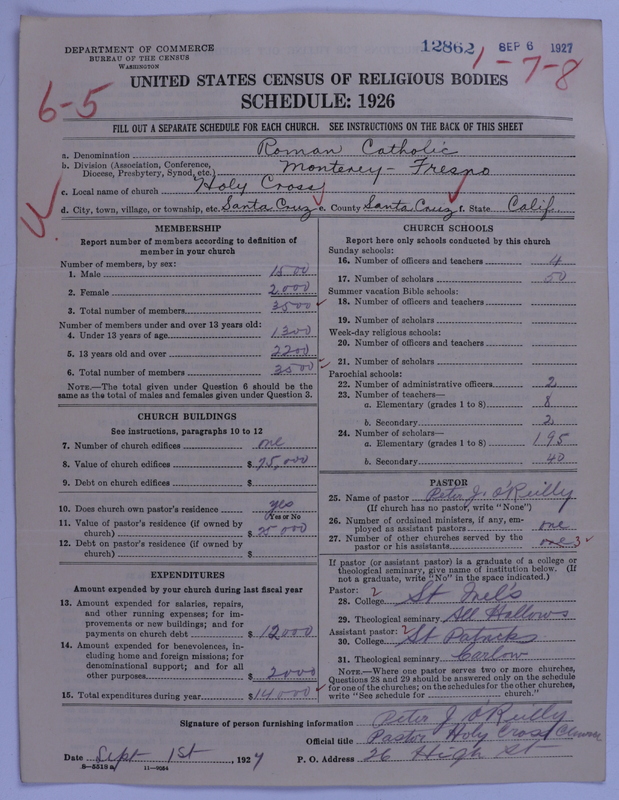 DEPARTMENT OF COMMERCE
BUREAU OF THE CENSUS
WASHINGTON
12862 SEP 6 1927
1-7-8
6-5
UNITED STATES CENSUS OF RELIGIOUS BODIES
SCHEDULE: 1926
FILL OUT A SEPARATE SCHEDULE FOR EACH CHURCH. SEE INSTRUCTIONS ON THE BACK OF THIS SHEET
a. Denomination Roman Catholic
b. Division (Association, Conference, Diocese, Presbytery, Synod, etc.) Monterey-Fresno
c. Local name of church Holy Cross
d. City, town, village, or township, etc. Santa Cruz e. County Santa Cruz f. State Calif.
MEMBERSHIP
Report number of members according to definition of
member in your church
Number of members, by sex:
1. Male 1500
2. Female 2,000
3. Total number of members 3500
Number of members under and over 13 years old:
4. Under 13 years of age 1300
5. 13 years old and over 2200
6. Total number of members 3500
NOTE.—The total given under Question 6 should be the
same as the total of males and females given under Question 3.
CHURCH BUILDINGS
See instructions, paragraphs 10 to 12
7. Number of church edifices one
8. Value of church edifices $75,000
9. Debt on church edifices $
10. Does church own pastor's residence yes
(Yes or No)
11. Value of pastor's residence (if owned by
church) $25000
12. Debt on pastor's residence (if owned by
church) $
EXPENDITURES
Amount expended by your church during last fiscal year
13. Amount expended for salaries, repairs,
and other running expenses; for im-
provements or new buildings; and for
payments on church debt $12000
14. Amount expended for benevolences, in-
cluding home and foreign missions; for
denominational support; and for all
other purposes $2000
15. Total expenditures during year $14000
CHURCH SCHOOLS
Report here only schools conducted by this church
Sunday schools:
16. Number of officers and teachers 4
17. Number of scholars 50
Summer vacation Bible schools:
18. Number of officers and teachers
19. Number of scholars
Week-day religious schools:
20. Number of officers and teachers
21. Number of scholars
Parochial schools:
22. Number of administrative officers 2
23. Number of teachers—
a. Elementary (grades 1 to 8) 8
b. Secondary 2
24. Number of scholars—
a. Elementary (grades 1 to 8) 195
b. Secondary 40
PASTOR
25. Name of pastor Peter J. O'Reilly
(If church has no pastor, write "None")
26. Number of ordained ministers, if any, em-
ployed as assistant pastors one
27. Number of other churches served by the
pastor or his assistants one 3
If pastor (or assistant pastor) is a graduate of a college or
theological seminary, give name of institution below. (If
not a graduate, write "No" in the space indicated.)
Pastor: 2
28. College St Mel's
29. Theological seminary All Hallows
Assistant pastor: 2
30. College St Patricks
31. Theological seminary Carlow
NOTE.—Where one pastor serves two or more churches,
Questions 28 and 29 should be answered only on the schedule
for one of the churches; on the schedules for the other churches,
write "See schedule for church."
Signature of person furnishing information Peter J O'Reilly
Official title Pastor Holy Cross Church
Date Sept 1st, 1927 P. O. Address 26 High St
8-5518a 11-9084